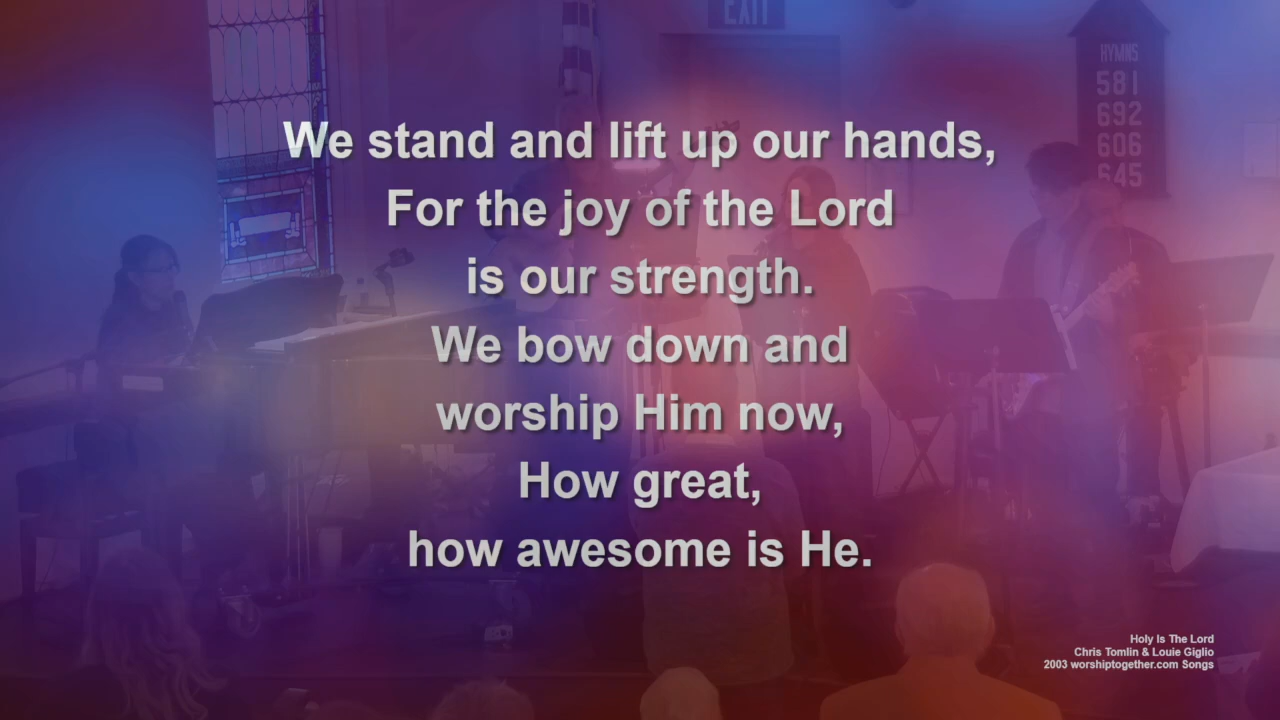 EXIT
HYMNS
581
692
606
645
We stand and lift up our hands,
For the joy of the Lord
is our strength.
We bow down and
worship Him now,
How great,
how awesome is He.
Holy Is The Lord
Chris Tomlin & Louie Giglio
2003 worshiptogether.com Songs